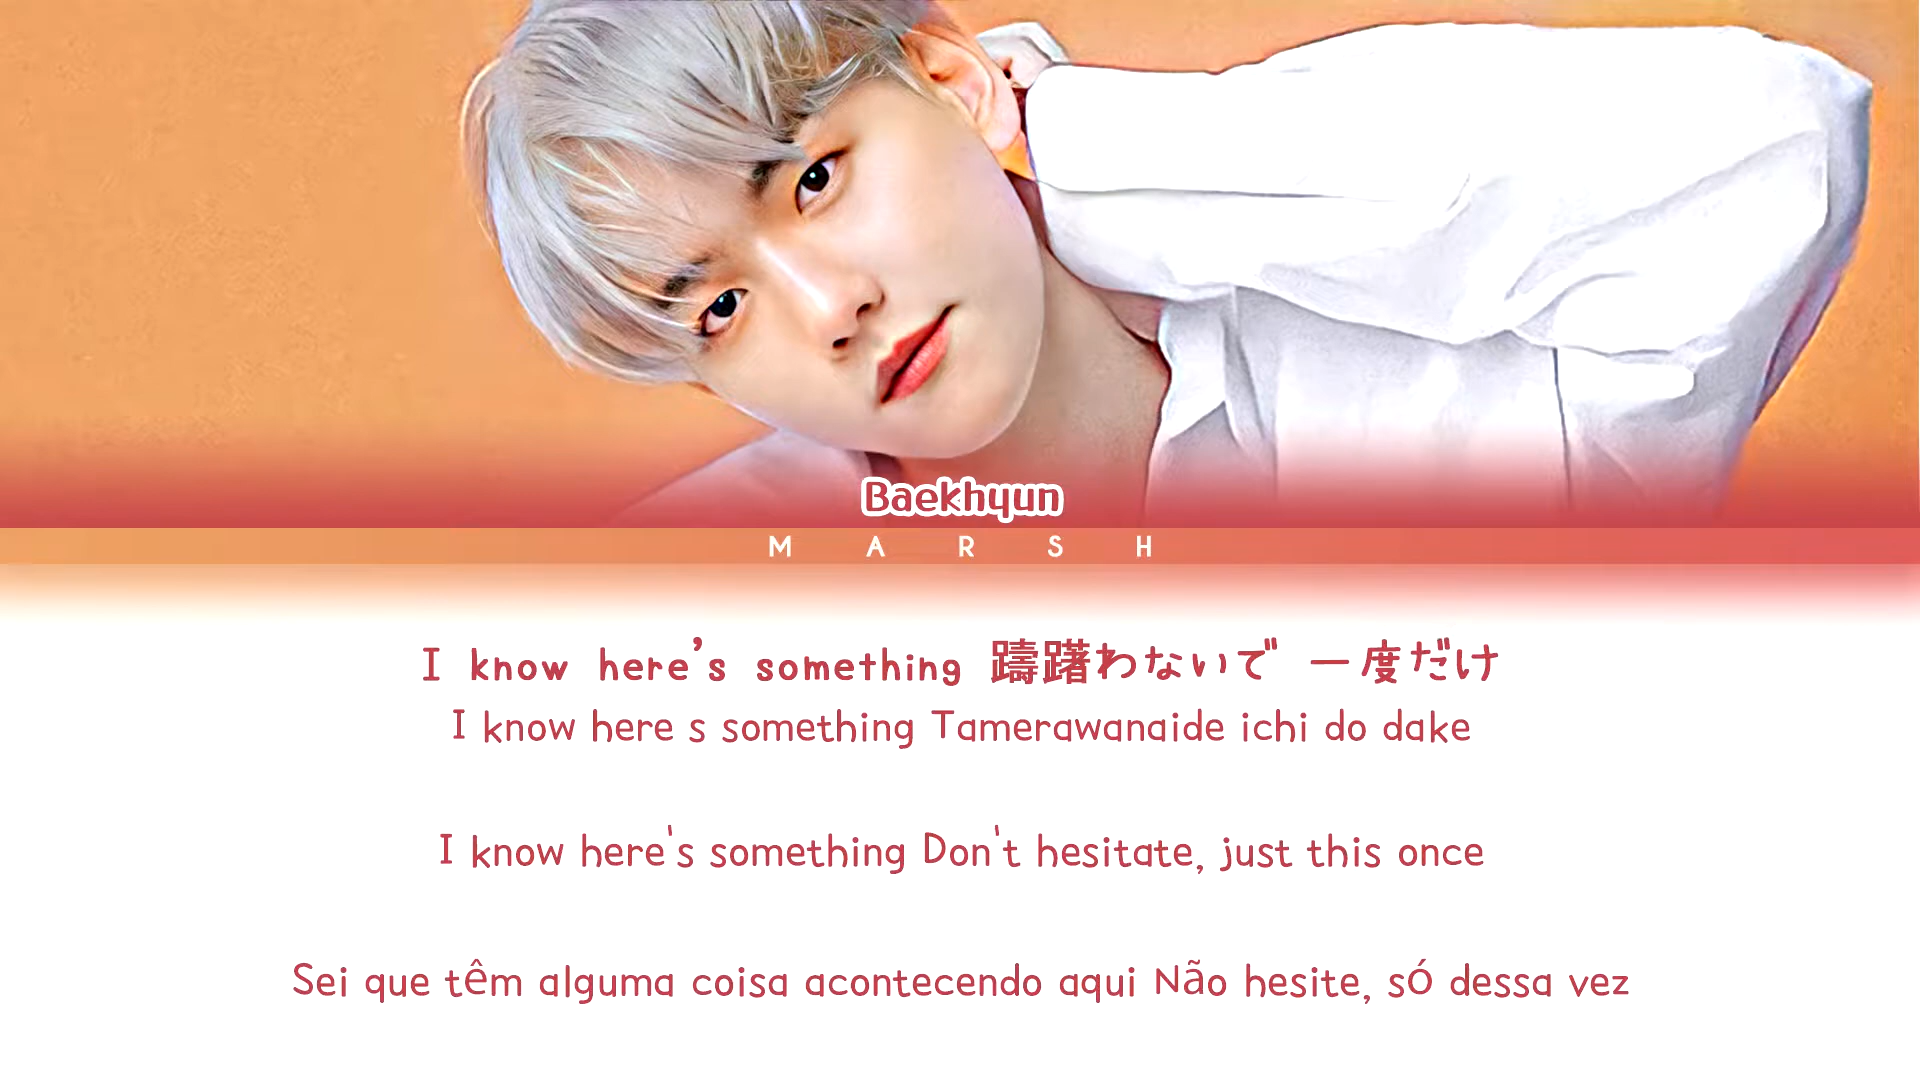 Baekhyun
MARSH
I know here’s something 躊躇わないで 一度だけ
I know here s something Tamerawanaide ichi do dake
I know here's something Don't hesitate, just this once
Sei que têm alguma coisa acontecendo aqui Não hesite, só dessa vez